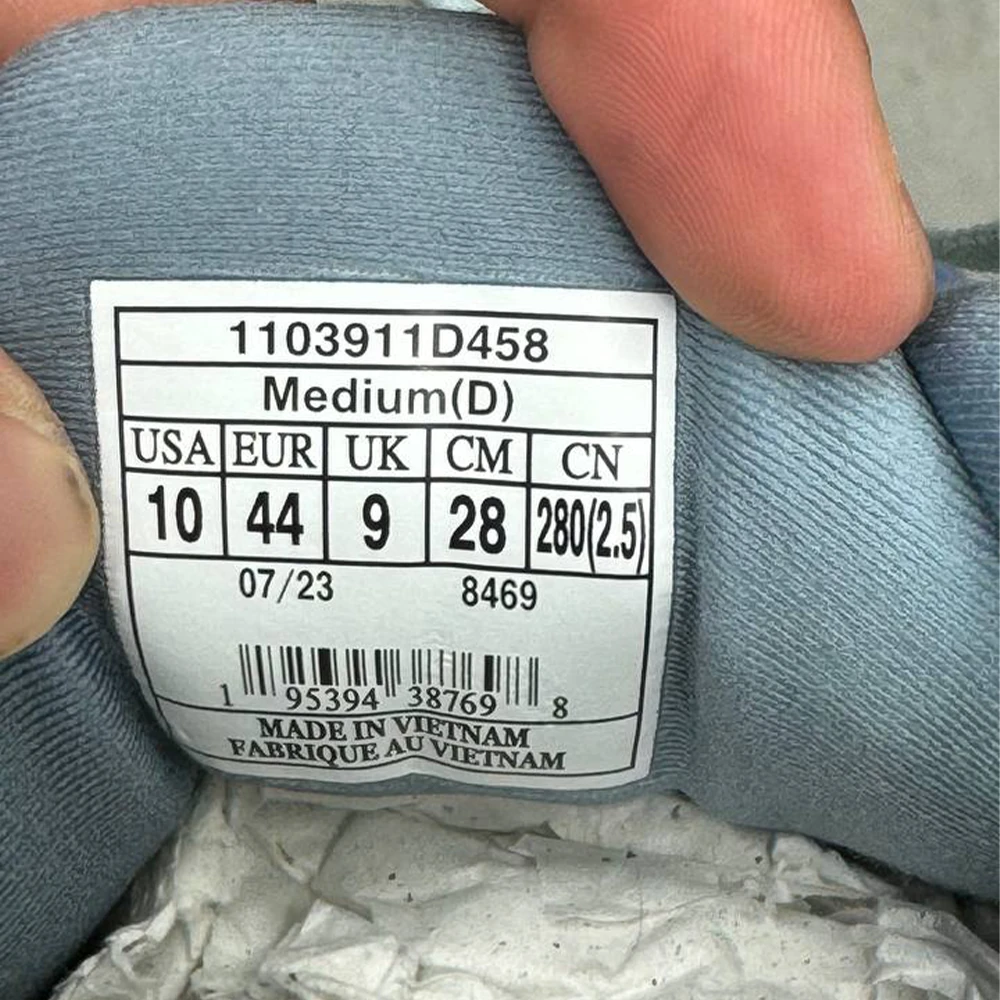 1103911D458
Medium(D)
USA EUR UK CM CN
10 44 9 28 280(2.5)
07/23 8469
1 95394 38769 8
MADE IN VIETNAM
FABRIQUE AU VIETNAM